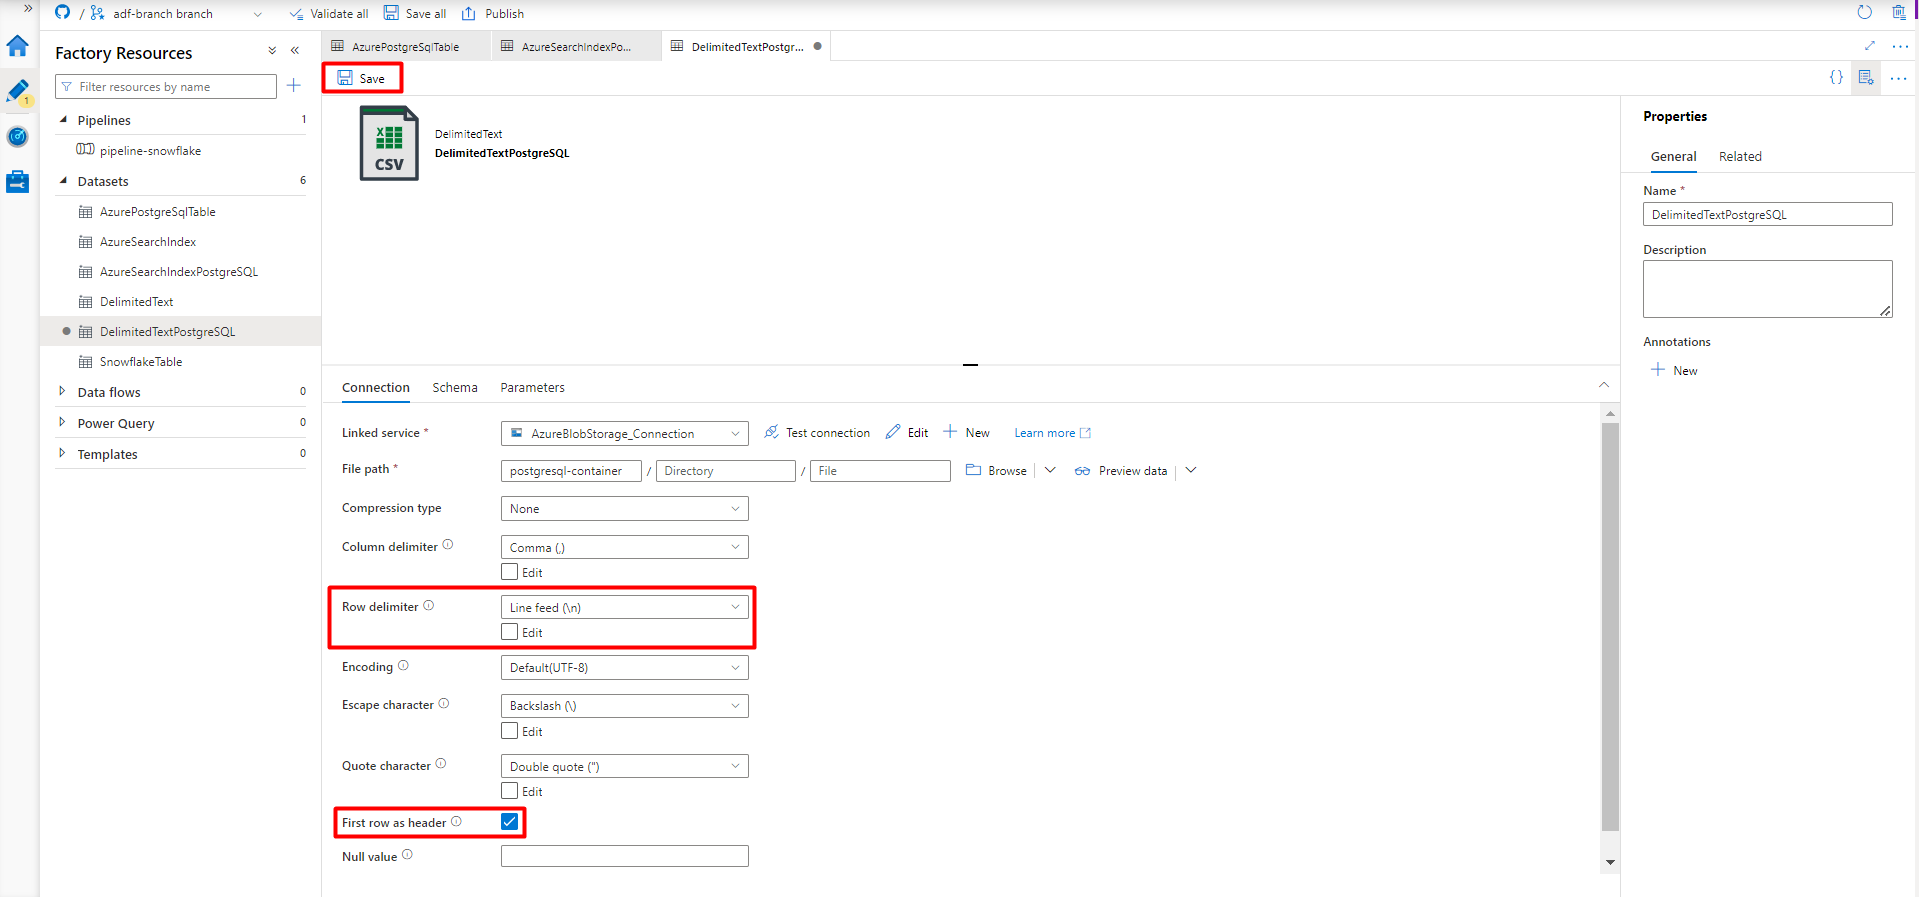 / adf-branch branch Validate all Save all Publish
Factory Resources
Filter resources by name
1
Pipelines 1
pipeline-snowflake
Datasets 6
AzurePostgreSqlTable
AzureSearchIndex
AzureSearchIndexPostgreSQL
DelimitedText
DelimitedTextPostgreSQL
SnowflakeTable
Data flows 0
Power Query 0
Templates 0
AzurePostgreSqlTable AzureSearchIndexPo... DelimitedTextPostgr...
Save
{}
CSV
DelimitedText
DelimitedTextPostgreSQL
Connection Schema Parameters
Linked service * AzureBlobStorage_Connection Test connection Edit New Learn more
File path * postgresql-container / Directory / File Browse Preview data
Compression type None
Column delimiter Comma (,)
Edit
Row delimiter Line feed (\n)
Edit
Encoding Default(UTF-8)
Escape character Backslash (\)
Edit
Quote character Double quote (")
Edit
First row as header
Null value
Properties
General Related
Name *
DelimitedTextPostgreSQL
Description
Annotations
New